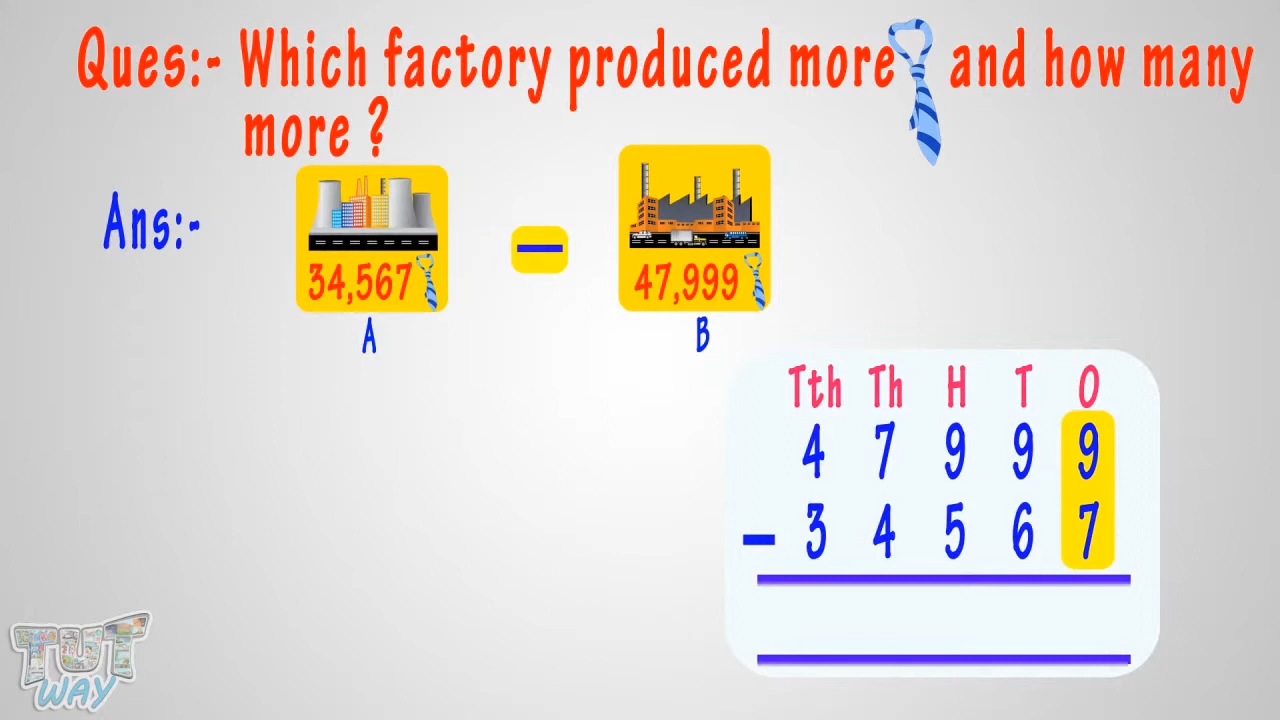 Ques:- Which factory produced more and how many
more ?
Ans:-
34,567 - 47,999
A B
Tth Th H T O
4 7 9 9 9
- 3 4 5 6 7
TUT
WAY